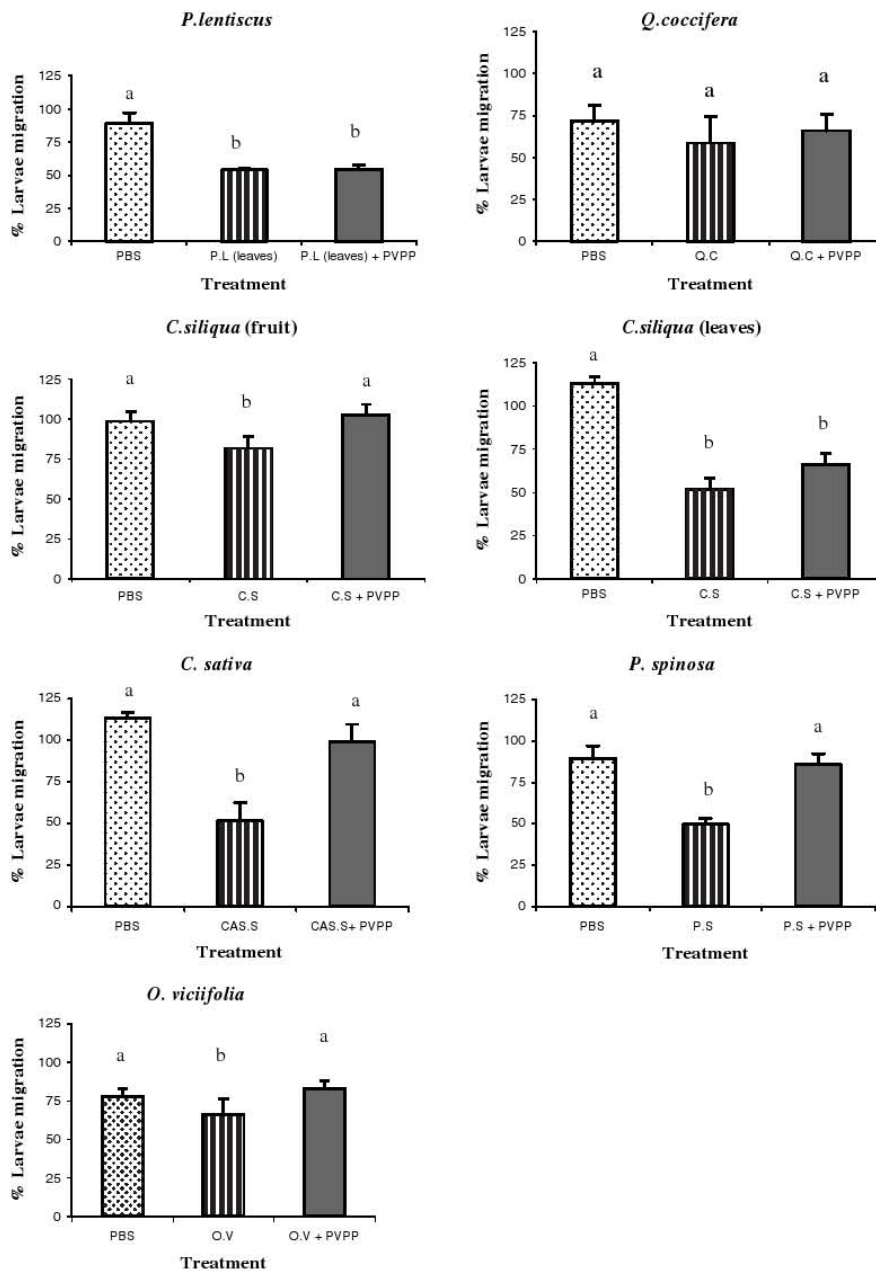 P.lentiscus
% Larvae migration
125
100
75
50
25
0
a
b
b
PBS
P.L (leaves)
P.L (leaves) + PVPP
Treatment
Q.coccifera
% Larvae migration
125
100
75
50
25
0
a
a
a
PBS
Q.C
Q.C + PVPP
Treatment
C.siliqua (fruit)
% Larvae migration
125
100
75
50
25
0
a
b
a
PBS
C.S
C.S + PVPP
Treatment
C.siliqua (leaves)
% Larvae migration
125
100
75
50
25
0
a
b
b
PBS
C.S
C.S + PVPP
Treatment
C. sativa
% Larvae migration
125
100
75
50
25
0
a
b
a
PBS
CAS.S
CAS.S+ PVPP
Treatment
P. spinosa
% Larvae migration
125
100
75
50
25
0
a
b
a
PBS
P.S
P.S + PVPP
Treatment
O. viciifolia
% Larvae migration
125
100
75
50
25
0
a
b
a
PBS
O.V
O.V + PVPP
Treatment